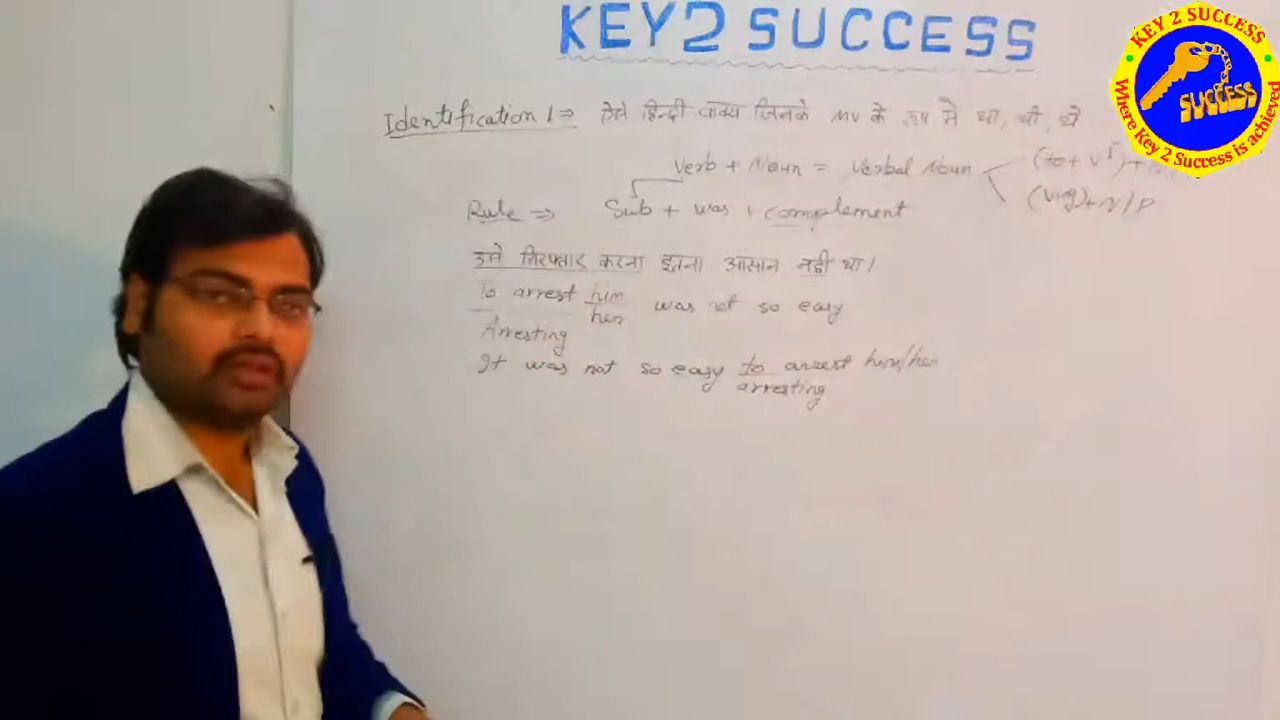 KEY 2 SUCCESS
KEY 2 SUCCESS
SUCCESS
Where Key 2 Success is achieved
Identification 1 ⇒ ऐसे हिन्दी वाक्य जिनके MV के रूप में था, थी, थे
Verb + Noun = Verbal Noun
(to + V¹) +
(Ving) + N/P
Rule ⇒ Sub + was + complement
उसे गिरफ्तार करना इतना आसान नहीं था।
To arrest him was not so easy
her
Arresting
It was not so easy to arrest him/her
arresting